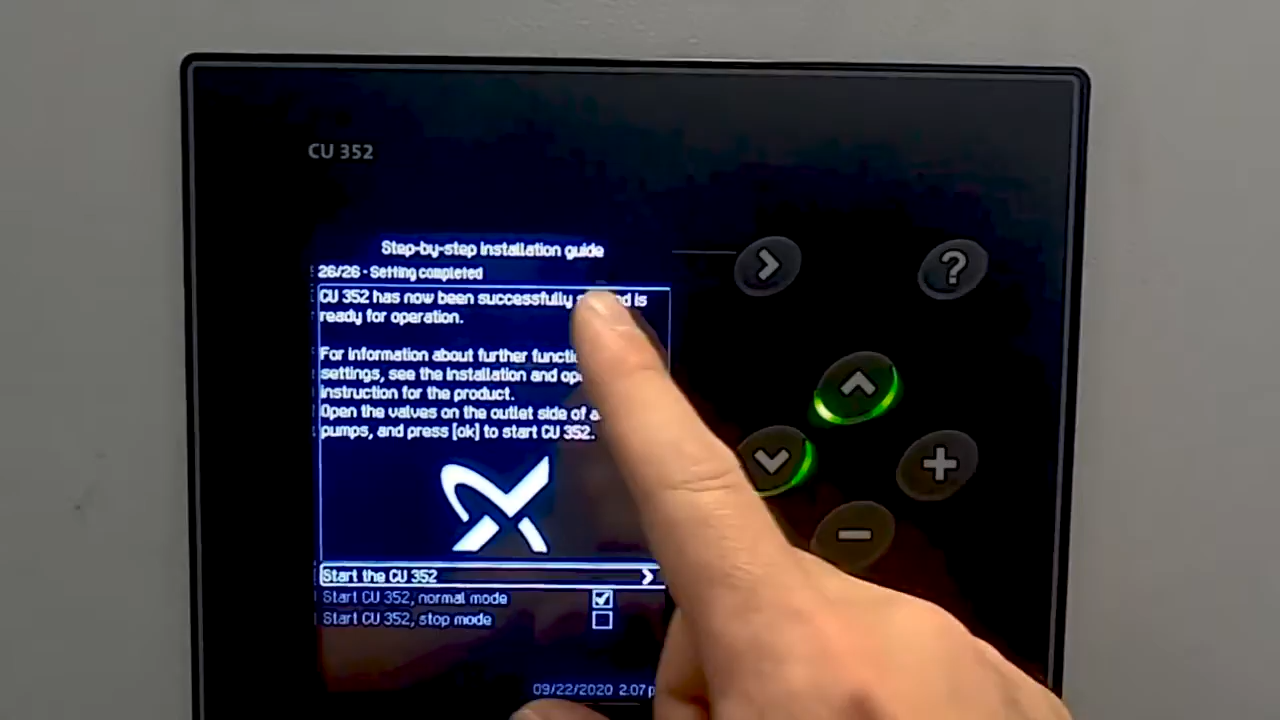 CU 352
Step-by-step installation guide
26/26 - Setting completed
CU 352 has now been successfully is
ready for operation.
For information about further
settings, see the installation and
instruction for the product.
Open the valves on the outlet side of
pumps, and press [ok] to start CU 352.
Start the CU 352 >
Start CU 352, normal mode
Start CU 352, stop mode
09/22/2020 2.07
?
+
-